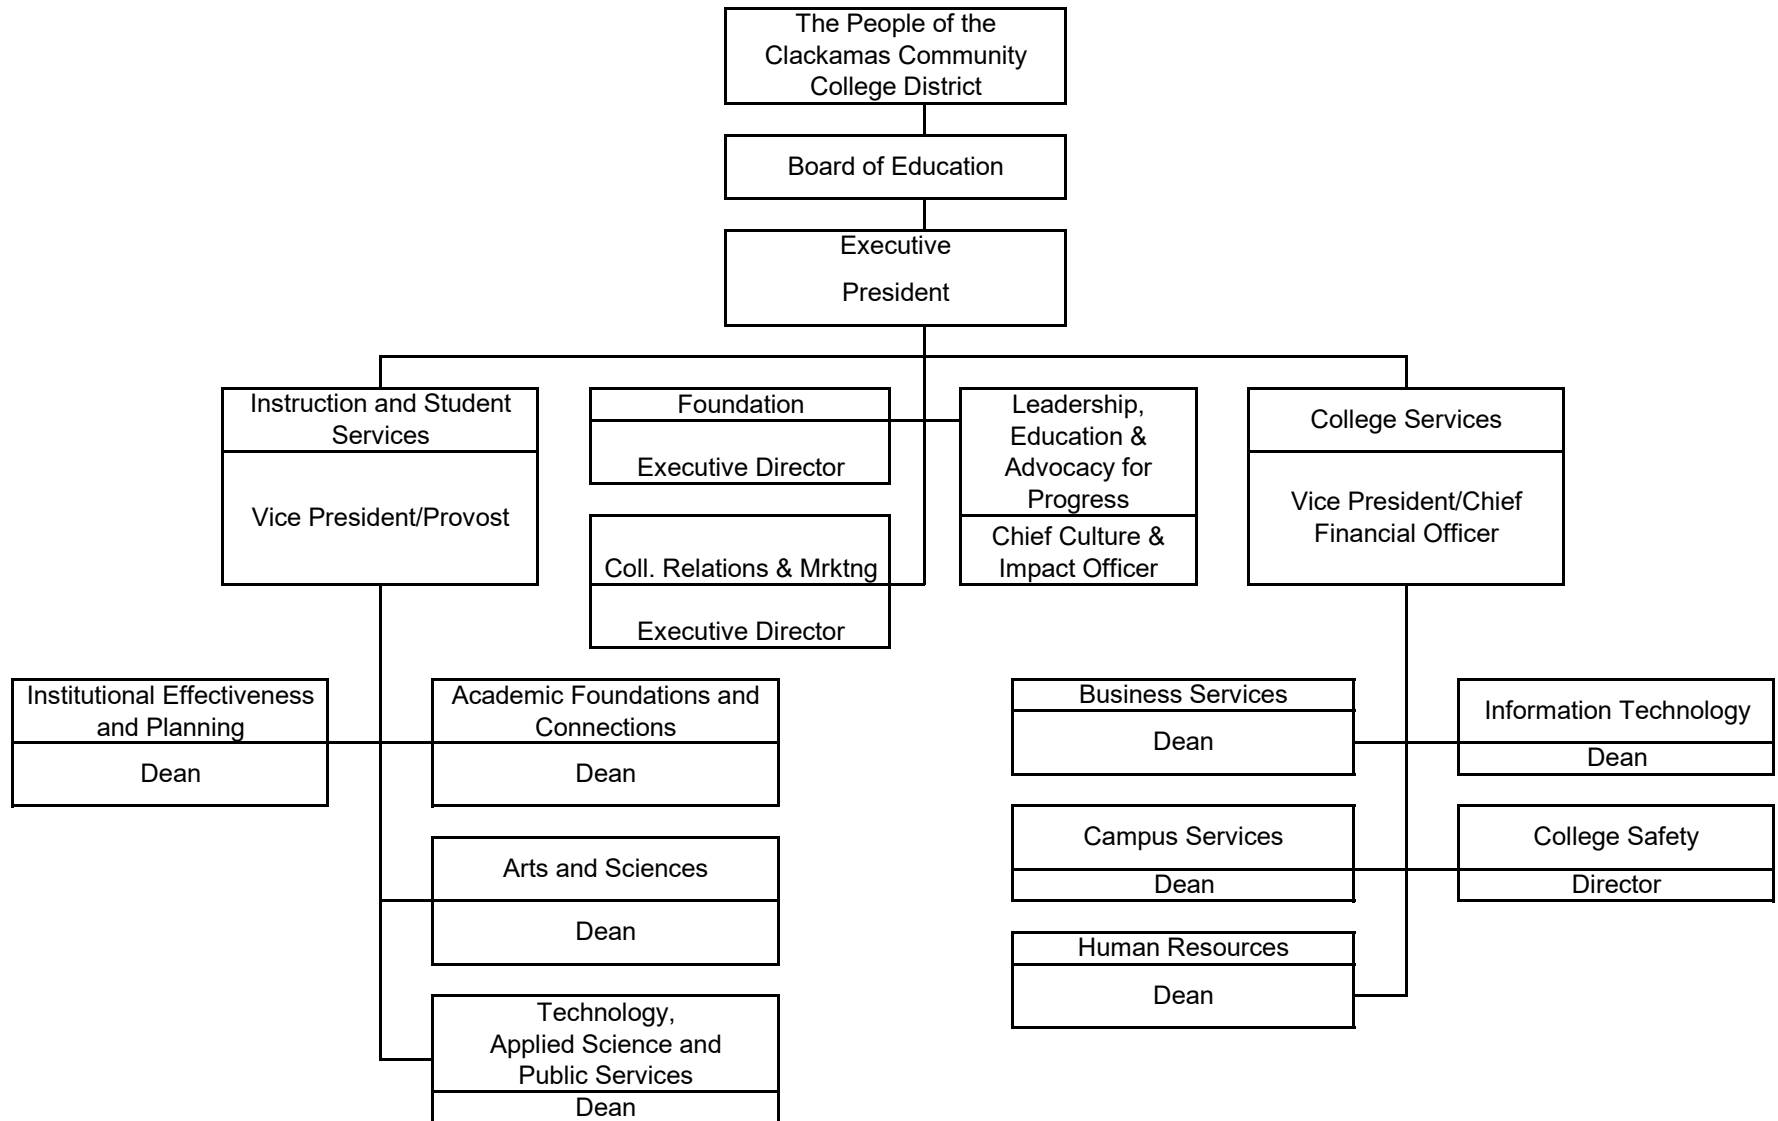 The People of the
Clackamas Community
College District
Board of Education
Executive
President
Instruction and Student
Services
Vice President/Provost
Foundation
Executive Director
Coll. Relations & Mrktng
Executive Director
Leadership,
Education &
Advocacy for
Progress
Chief Culture &
Impact Officer
College Services
Vice President/Chief
Financial Officer
Institutional Effectiveness
and Planning
Dean
Academic Foundations and
Connections
Dean
Arts and Sciences
Dean
Technology,
Applied Science and
Public Services
Dean
Business Services
Dean
Information Technology
Dean
Campus Services
Dean
College Safety
Director
Human Resources
Dean